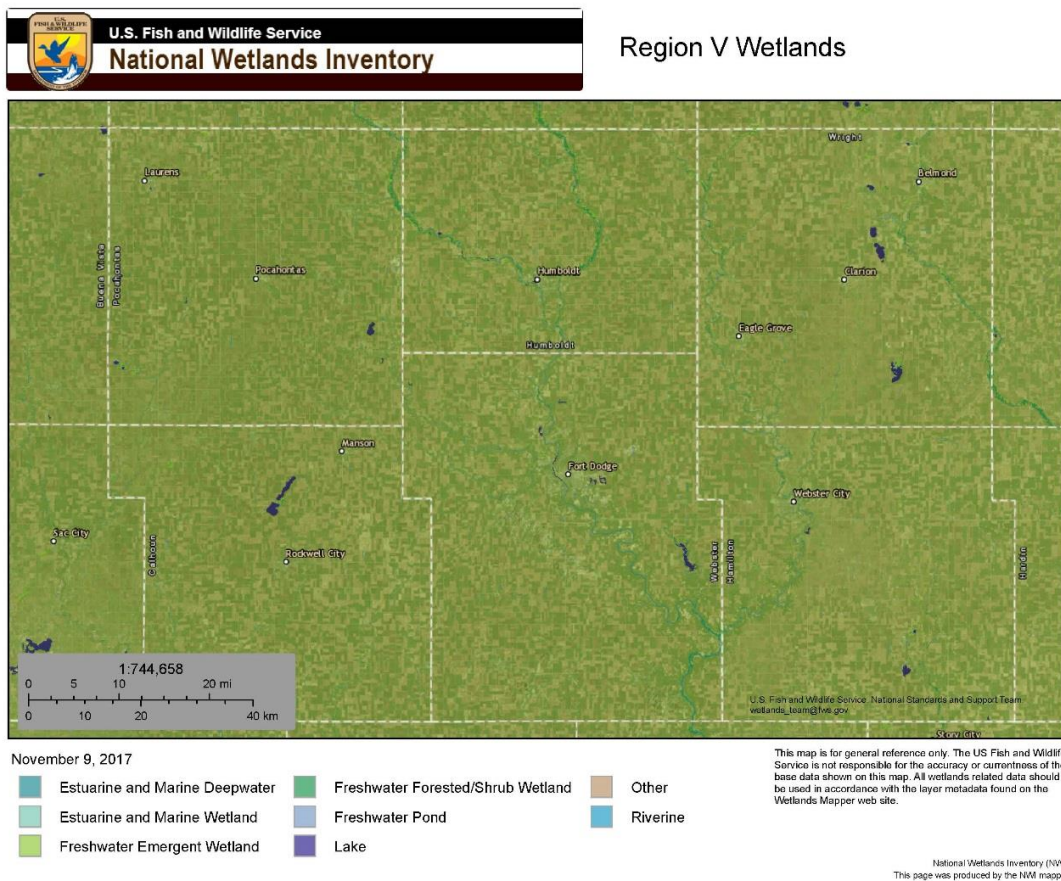 U.S.
FISH & WILDLIFE
SERVICE
U.S. Fish and Wildlife Service
National Wetlands Inventory
Region V Wetlands
Wright
Laurens
Belmond
Buena Vista
Pocahontas
Pocahontas
Humboldt
Clarion
Eagle Grove
Humboldt
Manson
Fort Dodge
Webster City
Sac City
Calhoun
Rockwell City
Webster
Hamilton
Hardin
1:744,658
0 5 10 20 mi
0 10 20 40 km
U.S. Fish and Wildlife Service, National Standards and Support Team
wetlands_team@fws.gov
Story City
November 9, 2017
Estuarine and Marine Deepwater
Estuarine and Marine Wetland
Freshwater Emergent Wetland
Freshwater Forested/Shrub Wetland
Freshwater Pond
Lake
Other
Riverine
This map is for general reference only. The US Fish and Wildlif
Service is not responsible for the accuracy or currentness of the
base data shown on this map. All wetlands related data should
be used in accordance with the layer metadata found on the
Wetlands Mapper web site.
National Wetlands Inventory (NW
This page was produced by the NWI mapp